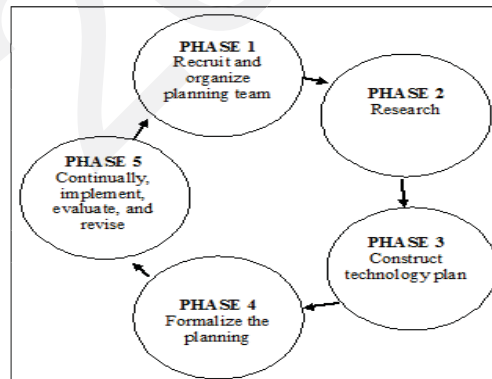 PHASE 1
Recruit and
organize
planning team
PHASE 2
Research
PHASE 3
Construct
technology plan
PHASE 4
Formalize the
planning
PHASE 5
Continually,
implement,
evaluate, and
revise